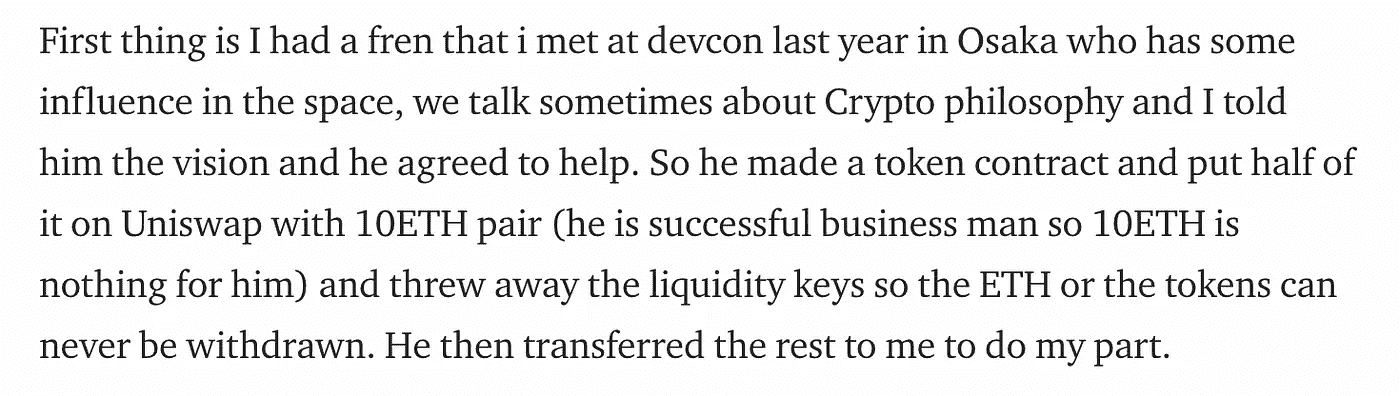 First thing is I had a fren that i met at devcon last year in Osaka who has some
influence in the space, we talk sometimes about Crypto philosophy and I told
him the vision and he agreed to help. So he made a token contract and put half of
it on Uniswap with 10ETH pair (he is successful business man so 10ETH is
nothing for him) and threw away the liquidity keys so the ETH or the tokens can
never be withdrawn. He then transferred the rest to me to do my part.